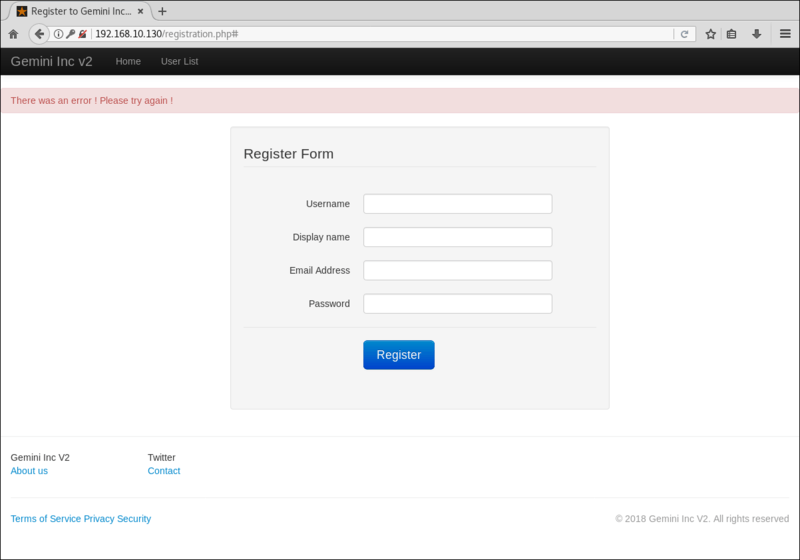 Register to Gemini Inc...
192.168.10.130/registration.php#
Gemini Inc v2 Home User List
There was an error ! Please try again !
Register Form
Username
Display name
Email Address
Password
Register
Gemini Inc V2 Twitter
About us Contact
Terms of Service Privacy Security © 2018 Gemini Inc V2. All rights reserved